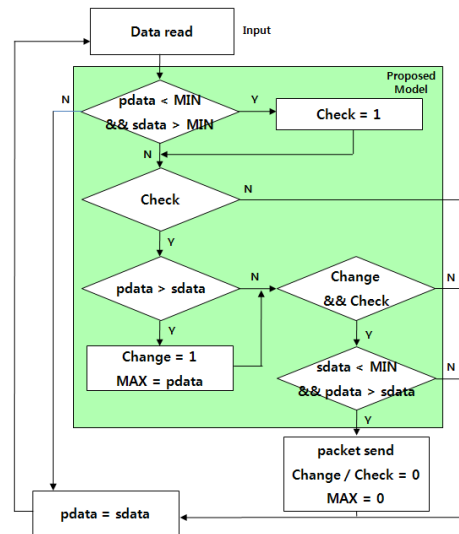 Data read
Input
Proposed
Model
N
pdata < MIN
&& sdata > MIN
Y
Check = 1
N
Check
N
Y
pdata > sdata
N
Change
&& Check
N
Y
Y
Change = 1
MAX = pdata
sdata < MIN
&& pdata > sdata
N
Y
packet send
Change / Check = 0
MAX = 0
pdata = sdata